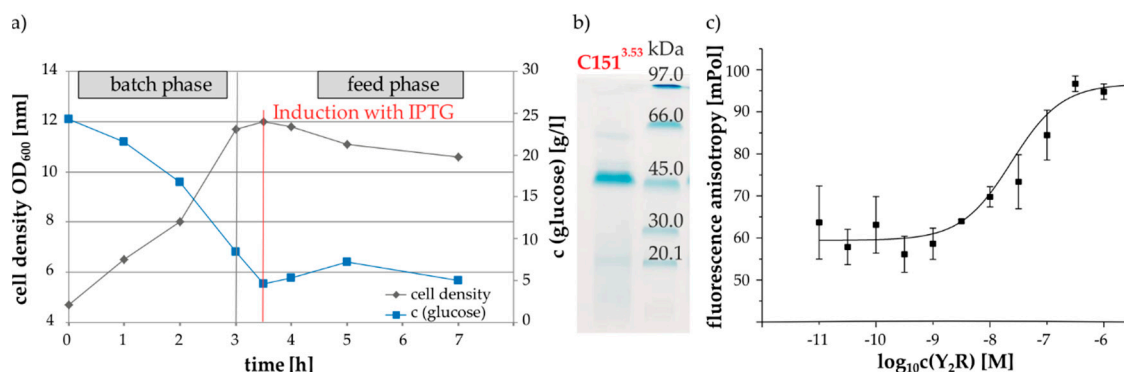 a)
batch phase
feed phase
Induction with IPTG
cell density OD600 [nm]
14
12
10
8
6
4
30
25
20
15
10
5
0
c (glucose) [g/l]
cell density
c (glucose)
0 1 2 3 4 5 6 7 8
time [h]
b)
C151^3.53 kDa
97.0
66.0
45.0
30.0
20.1
c)
fluorescence anisotropy [mPol]
100
90
80
70
60
50
-11 -10 -9 -8 -7 -6 -5
log10c(Y2R) [M]